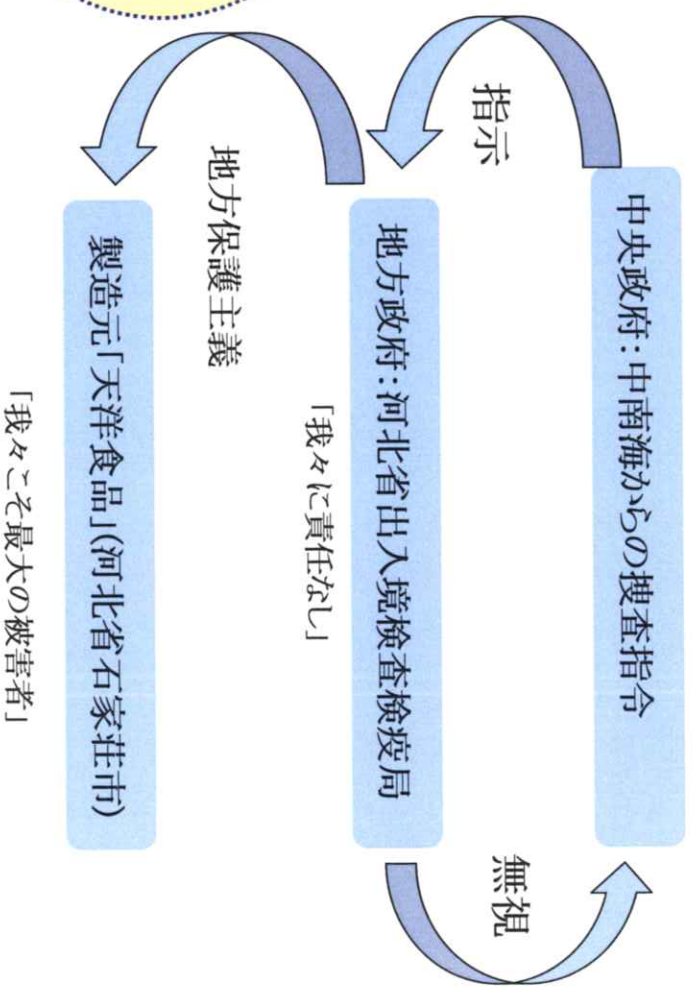 中央政府：中南海からの捜査指令
指示
無視
地方政府：河北省出入境検査検疫局
「我々に責任なし」
地方保護主義
製造元「天洋食品」(河北省石家荘市)
「我々こそ最大の被害者」